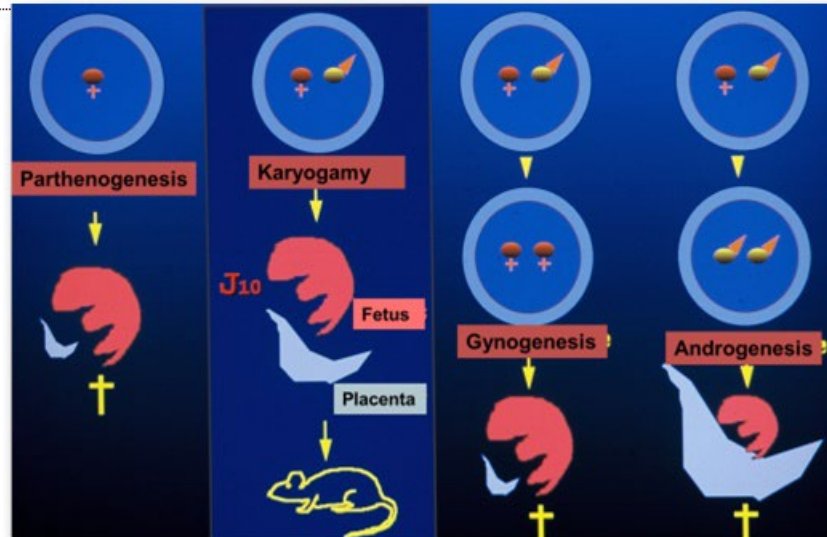 Parthenogenesis
Karyogamy
J10
Fetus
Placenta
Gynogenesis
Androgenesis